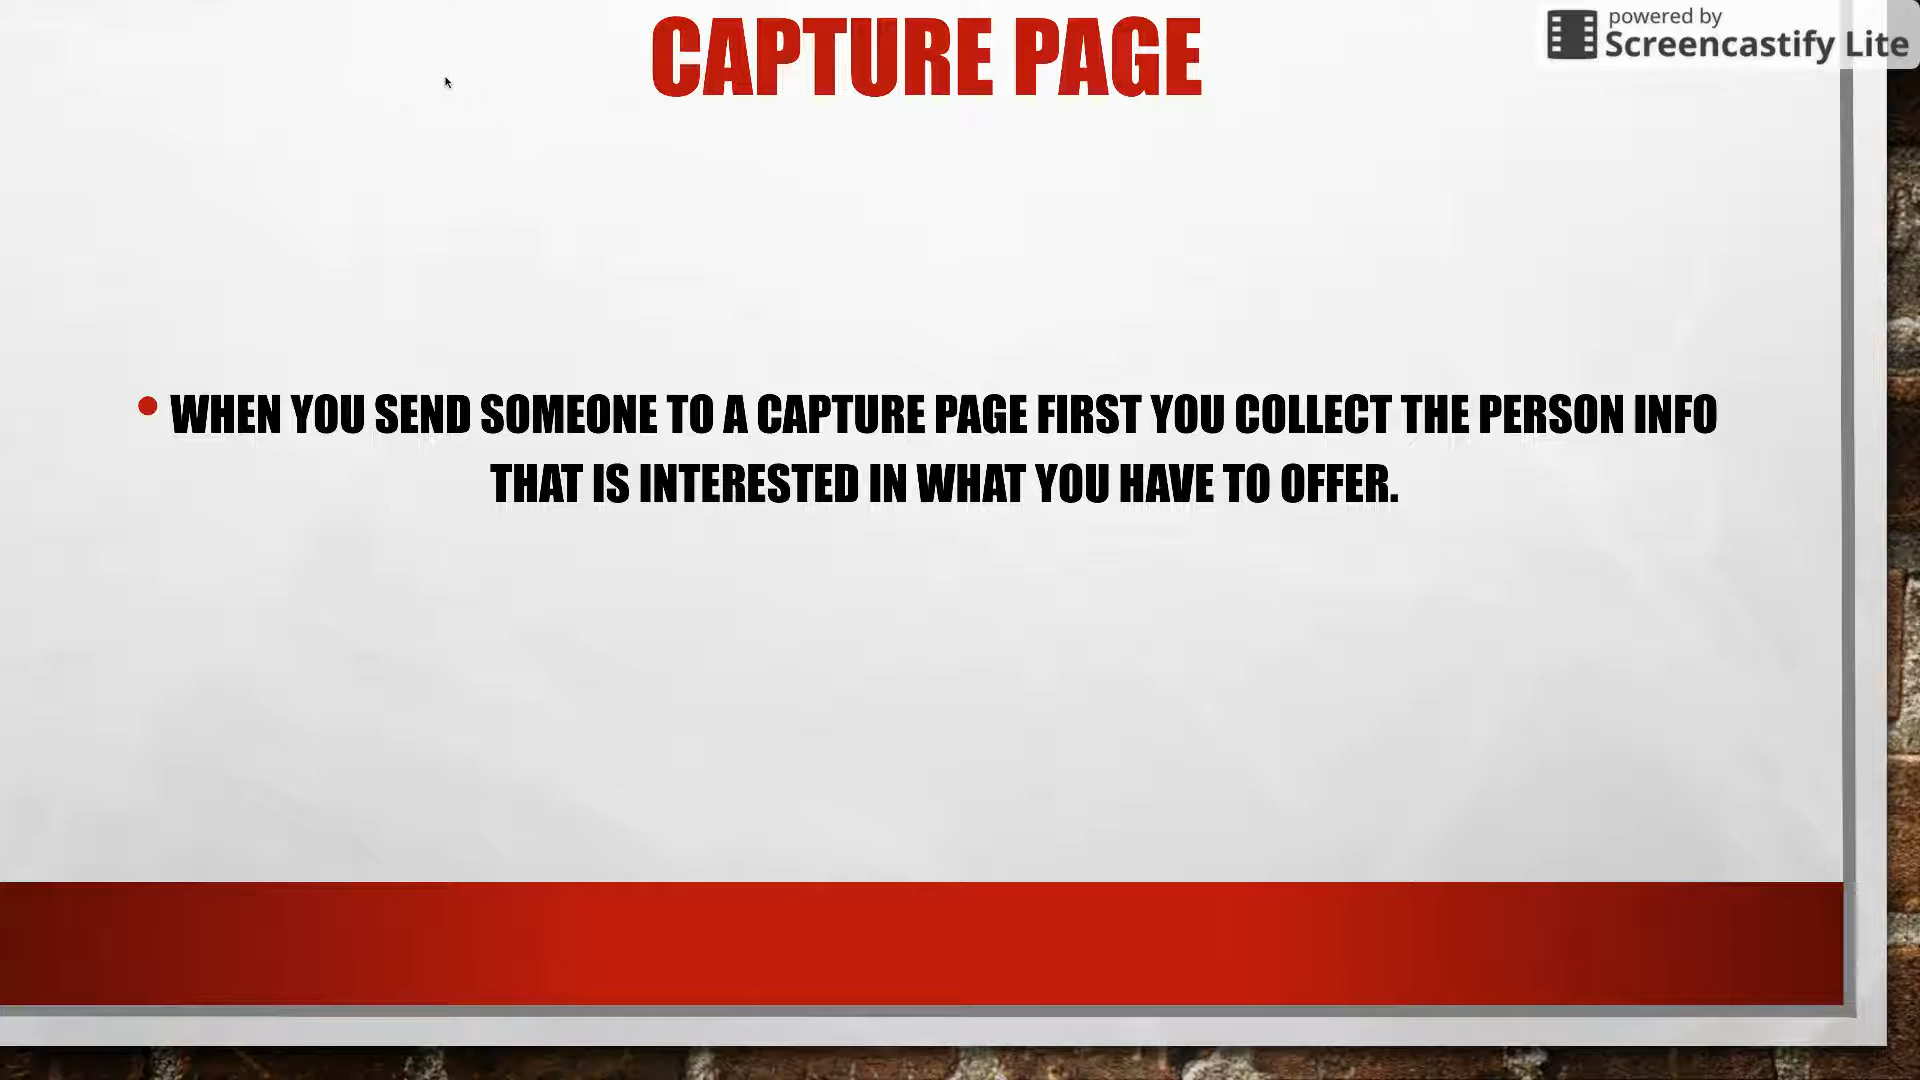 CAPTURE PAGE
powered by
Screencastify Lite
• WHEN YOU SEND SOMEONE TO A CAPTURE PAGE FIRST YOU COLLECT THE PERSON INFO
THAT IS INTERESTED IN WHAT YOU HAVE TO OFFER.